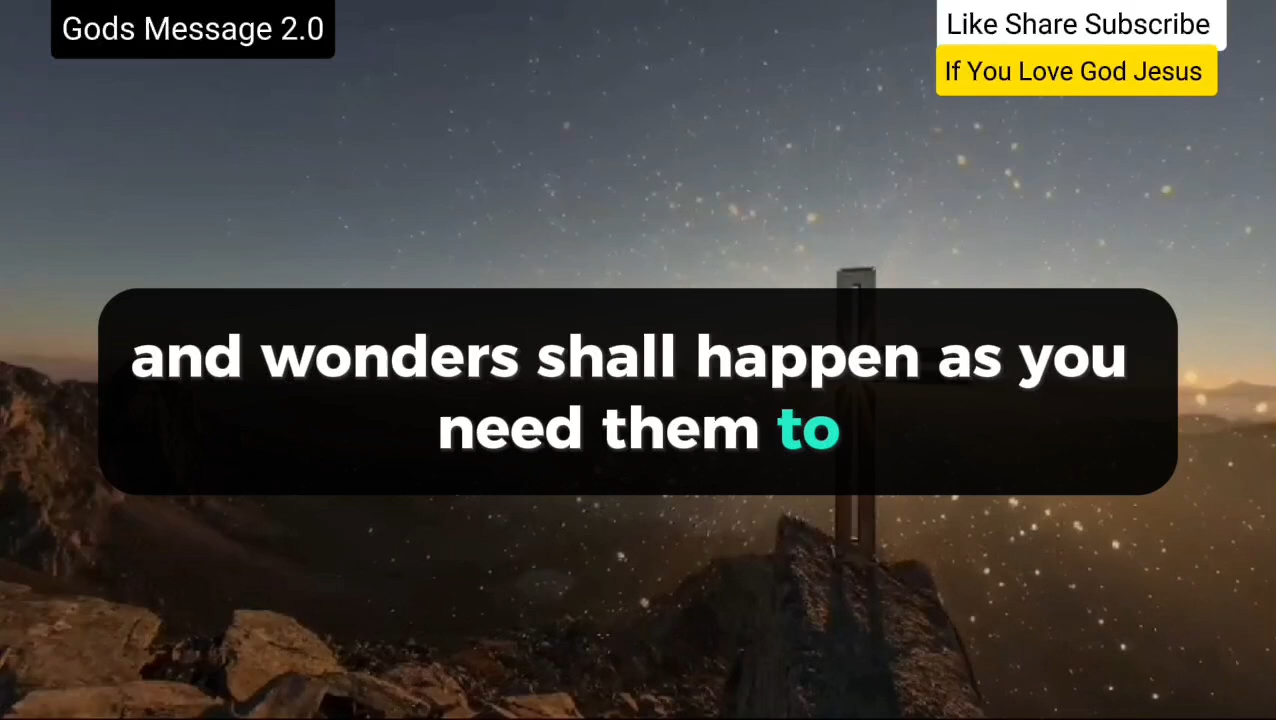 Gods Message 2.0
Like Share Subscribe
If You Love God Jesus
and wonders shall happen as you
need them to